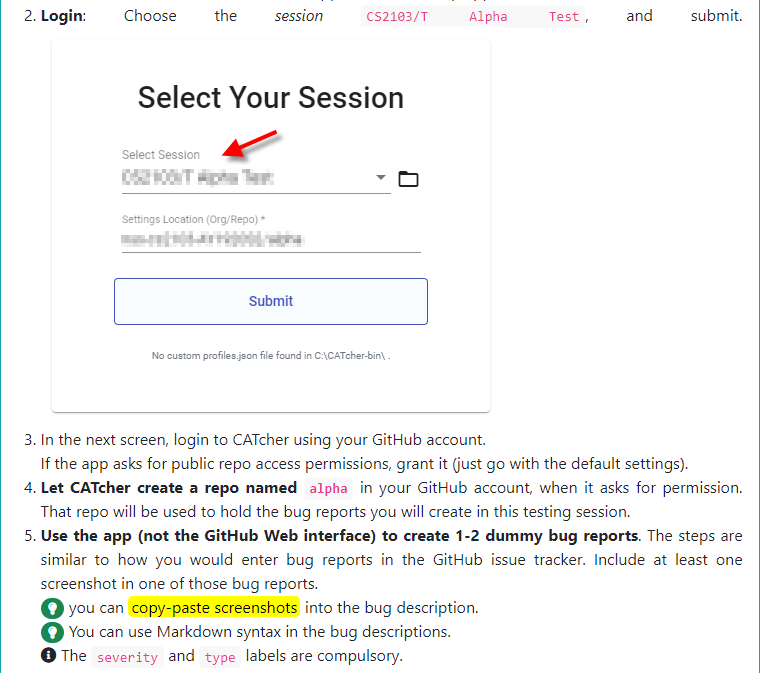 2. Login: Choose the session CS2103/T Alpha Test, and submit.
Select Your Session
Select Session
CS2103/T Alpha Test
Settings Location (Org/Repo) *
Submit
No custom profiles.json file found in C:\CATcher-bin\ .
3. In the next screen, login to CATcher using your GitHub account.
If the app asks for public repo access permissions, grant it (just go with the default settings).
4. Let CATcher create a repo named alpha in your GitHub account, when it asks for permission.
That repo will be used to hold the bug reports you will create in this testing session.
5. Use the app (not the GitHub Web interface) to create 1-2 dummy bug reports. The steps are
similar to how you would enter bug reports in the GitHub issue tracker. Include at least one
screenshot in one of those bug reports.
you can copy-paste screenshots into the bug description.
You can use Markdown syntax in the bug descriptions.
The severity and type labels are compulsory.